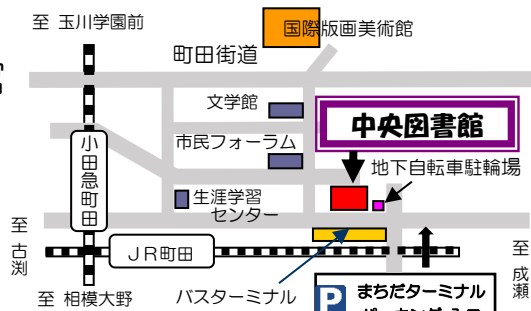 至 玉川学園前
国際版画美術館
町田街道
文学館
中央図書館
市民フォーラム
地下自転車駐輪場
小田急町田
生涯学習
センター
至 古渕
JR町田
至 成瀬
至 相模大野
バスターミナル
P
まちだターミナル